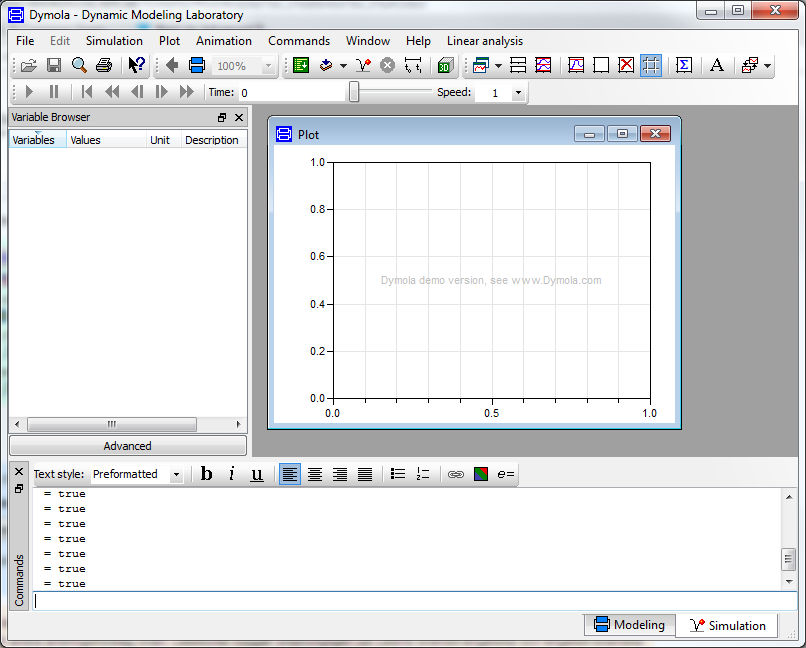 Dymola - Dynamic Modeling Laboratory
File Edit Simulation Plot Animation Commands Window Help Linear analysis
100% 3D Σ A
Time: 0 Speed: 1
Variable Browser
Variables Values Unit Description
Plot
1.0
0.8
0.6
Dymola demo version, see www.Dymola.com
0.4
0.2
0.0
0.0 0.5 1.0
Advanced
Text style: Preformatted b i u e=
= true
= true
= true
= true
= true
= true
= true
Commands
Modeling Simulation